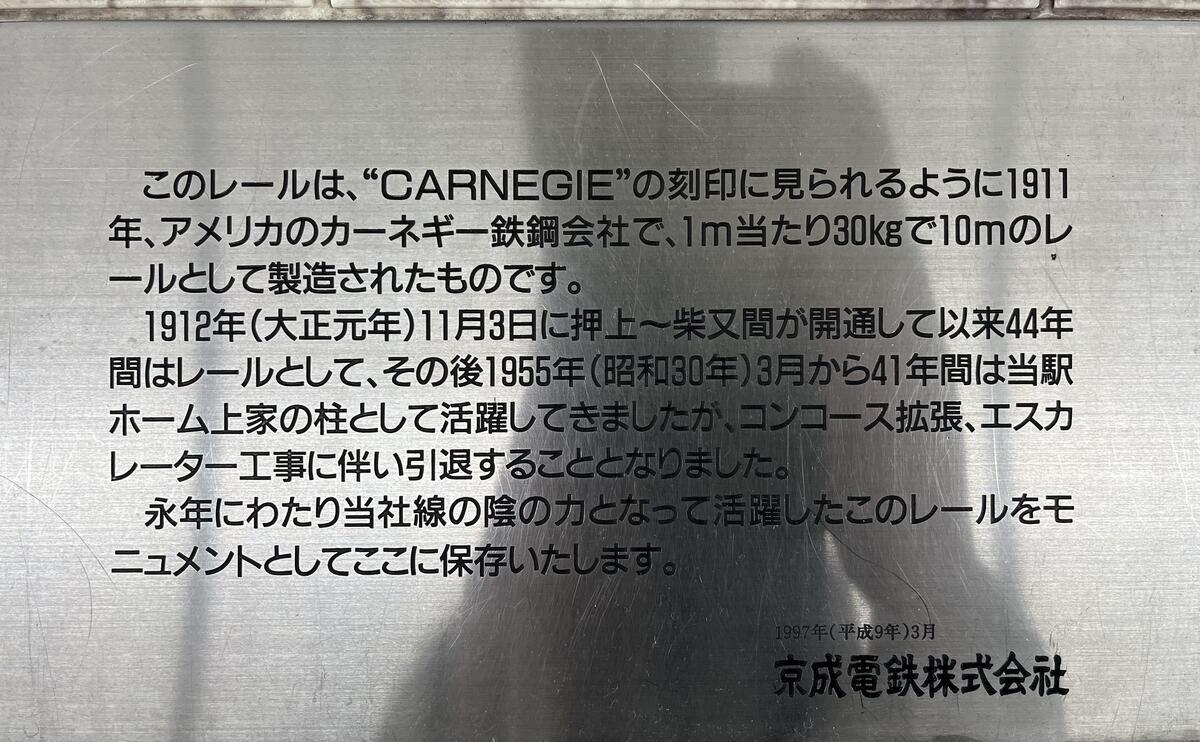 このレールは、“CARNEGIE”の刻印に見られるように1911
年、アメリカのカーネギー鉄鋼会社で、1m当たり30kgで10mのレ
ールとして製造されたものです。
1912年(大正元年)11月3日に押上～柴又間が開通して以来44年
間はレールとして、その後1955年(昭和30年)3月から41年間は当駅
ホーム上家の柱として活躍してきましたが、コンコース拡張、エスカ
レーター工事に伴い引退することとなりました。
永年にわたり当社線の陰の力となって活躍したこのレールをモ
ニュメントとしてここに保存いたします。
1997年(平成9年)3月
京成電鉄株式会社